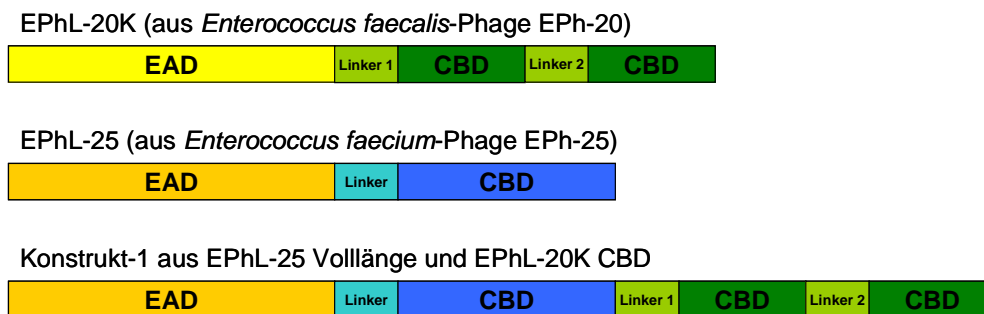 EPhL-20K (aus Enterococcus faecalis-Phage EPh-20)
EAD Linker 1 CBD Linker 2 CBD
EPhL-25 (aus Enterococcus faecium-Phage EPh-25)
EAD Linker CBD
Konstrukt-1 aus EPhL-25 Volllänge und EPhL-20K CBD
EAD Linker CBD Linker 1 CBD Linker 2 CBD